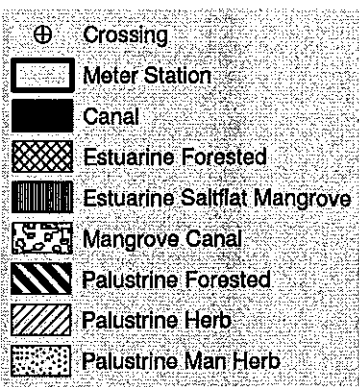 Crossing
Meter Station
Canal
Estuarine Forested
Estuarine Saltflat Mangrove
Mangrove Canal
Palustrine Forested
Palustrine Herb
Palustrine Man Herb